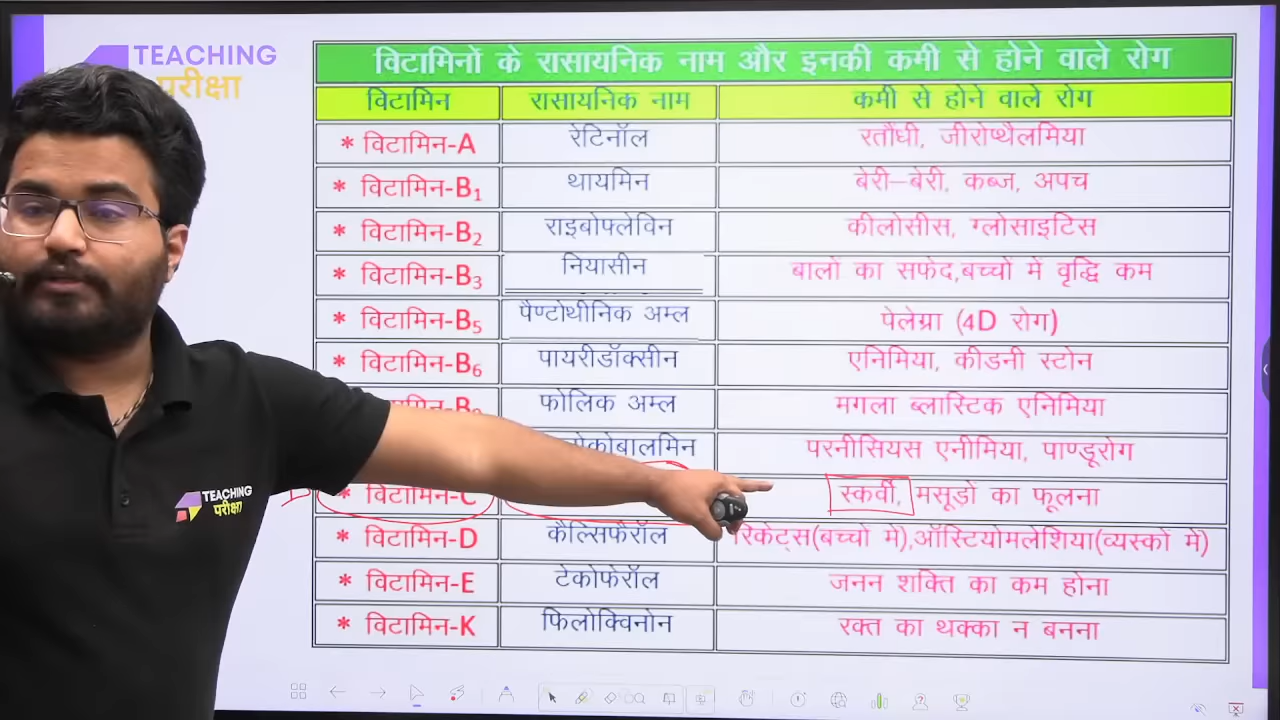 TEACHING
परीक्षा
विटामिनों के रासायनिक नाम और इनकी कमी से होने वाले रोग
विटामिन रासायनिक नाम कमी से होने वाले रोग
* विटामिन-A रेटिनॉल रतौंधी, जीरोप्थैलमिया
* विटामिन-B₁ थायमिन बेरी-बेरी, कब्ज, अपच
* विटामिन-B₂ राइबोफ्लेविन कीलोसीस, ग्लोसाइटिस
* विटामिन-B₃ नियासीन बालों का सफेद,बच्चों में वृद्धि कम
* विटामिन-B₅ पैण्टोथीनिक अम्ल पेलेग्रा (4D रोग)
* विटामिन-B₆ पायरीडॉक्सीन एनिमिया, कीडनी स्टोन
फोलिक अम्ल मगला ब्लास्टिक एनिमिया
परनीसियस एनीमिया, पाण्डूरोग
* विटामिन-C स्कर्वी, मसूड़ो का फूलना
* विटामिन-D कैल्सिफैरॉल रिकेट्स(बच्चों में),ऑस्टियोमलेशिया(व्यस्कों में)
* विटामिन-E टेकोफेरॉल जनन शक्ति का कम होना
* विटामिन-K फिलोक्विनोन रक्त का थक्का न बनना
TEACHING
परीक्षा